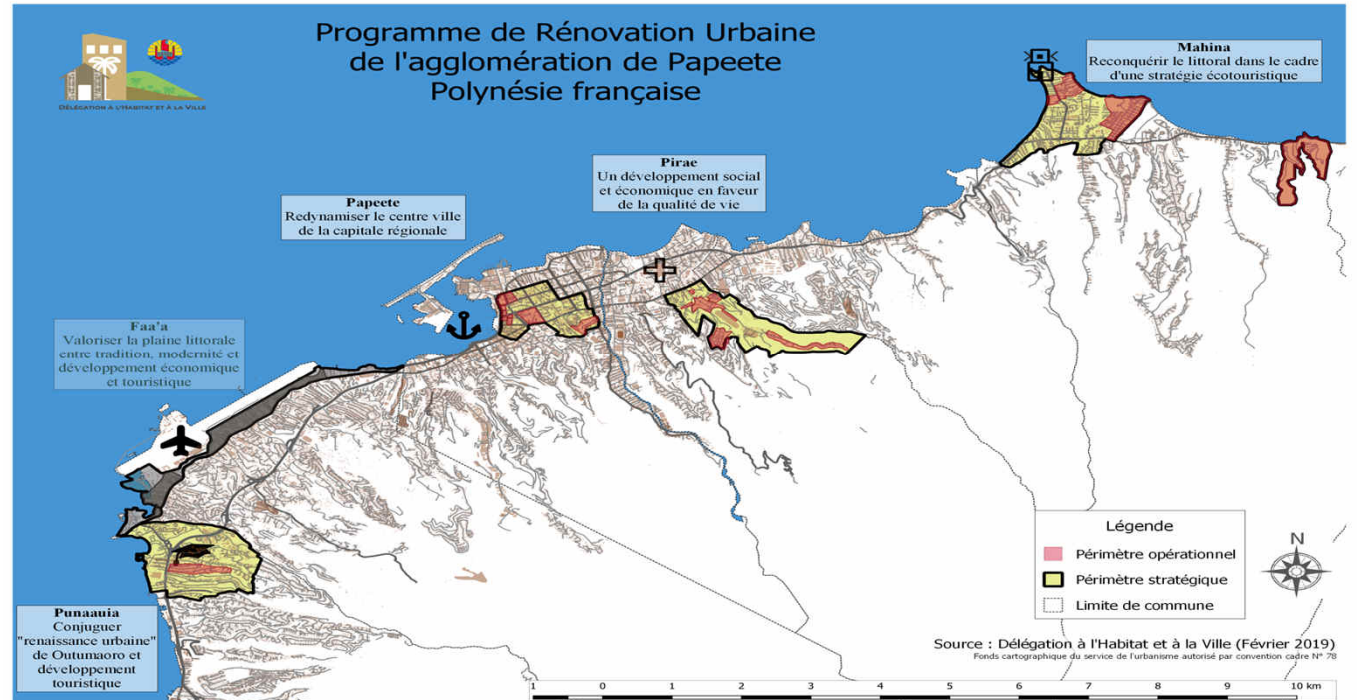 Programme de Rénovation Urbaine
de l'agglomération de Papeete
Polynésie française
DÉLÉGATION À L'HABITAT ET À LA VILLE
Mahina
Reconquérir le littoral dans le cadre
d'une stratégie écotouristique
Pirae
Un développement social
et économique en faveur
de la qualité de vie
Papeete
Redynamiser le centre ville
de la capitale régionale
Faa'a
Valoriser la plaine littorale
entre tradition, modernité et
développement économique
et touristique
Punaauia
Conjuguer
"renaissance urbaine"
de Outumaoro et
développement
touristique
Légende
Périmètre opérationnel
Périmètre stratégique
Limite de commune
N
Source : Délégation à l'Habitat et à la Ville (Février 2019)
Fonds cartographique du service de l'urbanisme autorisé par convention cadre N° 78
1 0 1 2 3 4 5 6 7 8 9 10 km